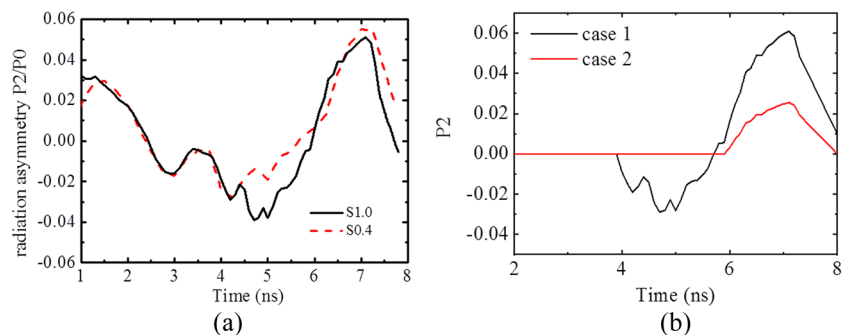 0.06
0.04
0.02
0.00
-0.02
-0.04
-0.06
radiation asymmetry P2/P0
S1.0
S0.4
1 2 3 4 5 6 7 8
Time (ns)
(a)
0.06
0.04
0.02
0.00
-0.02
-0.04
P2
case 1
case 2
2 4 6 8
Time (ns)
(b)